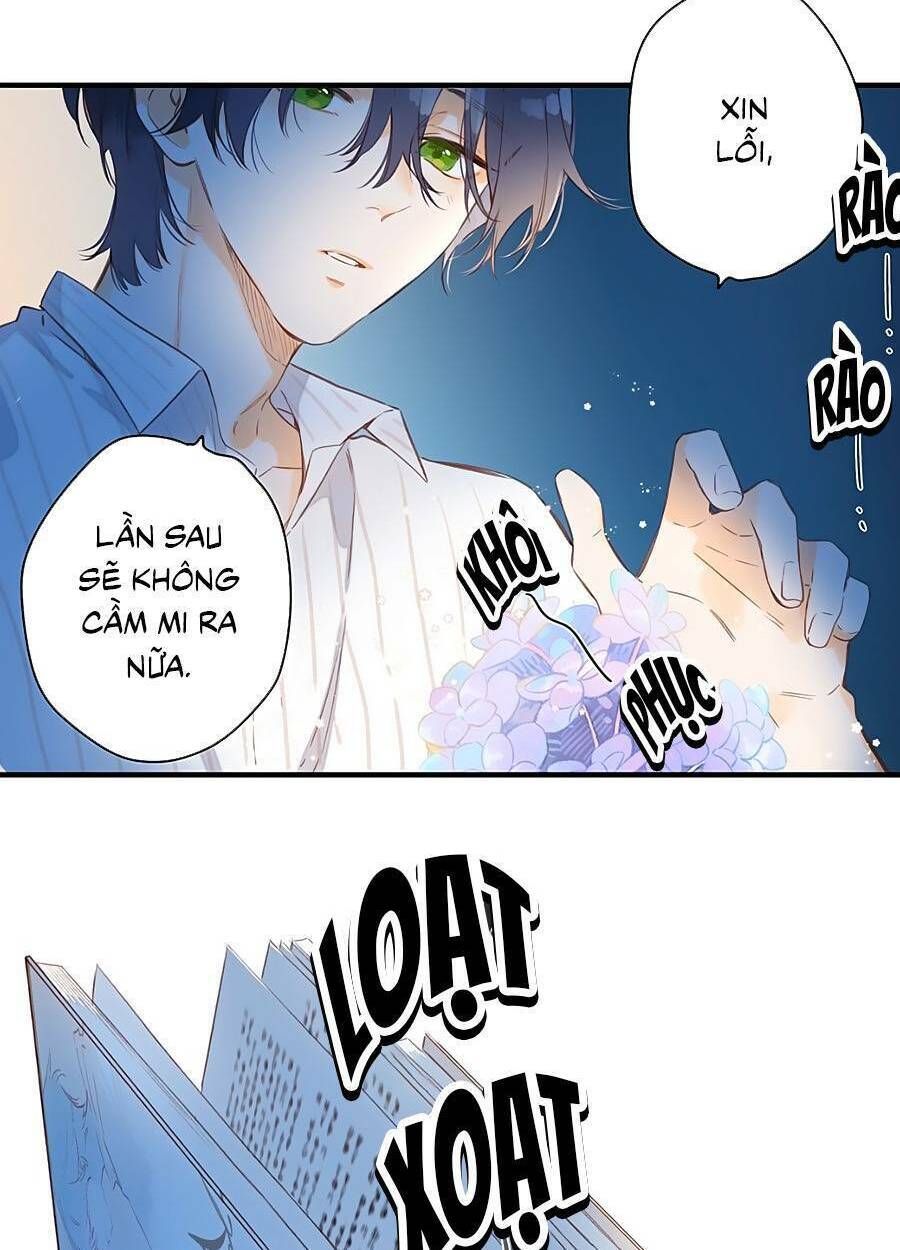 XIN
LỖI,
RÀO
RÀO
LẦN SAU
SẼ KHÔNG
CẦM MI RA
NỮA.
KHÔI
PHỤC
LOẠT
XOẠT